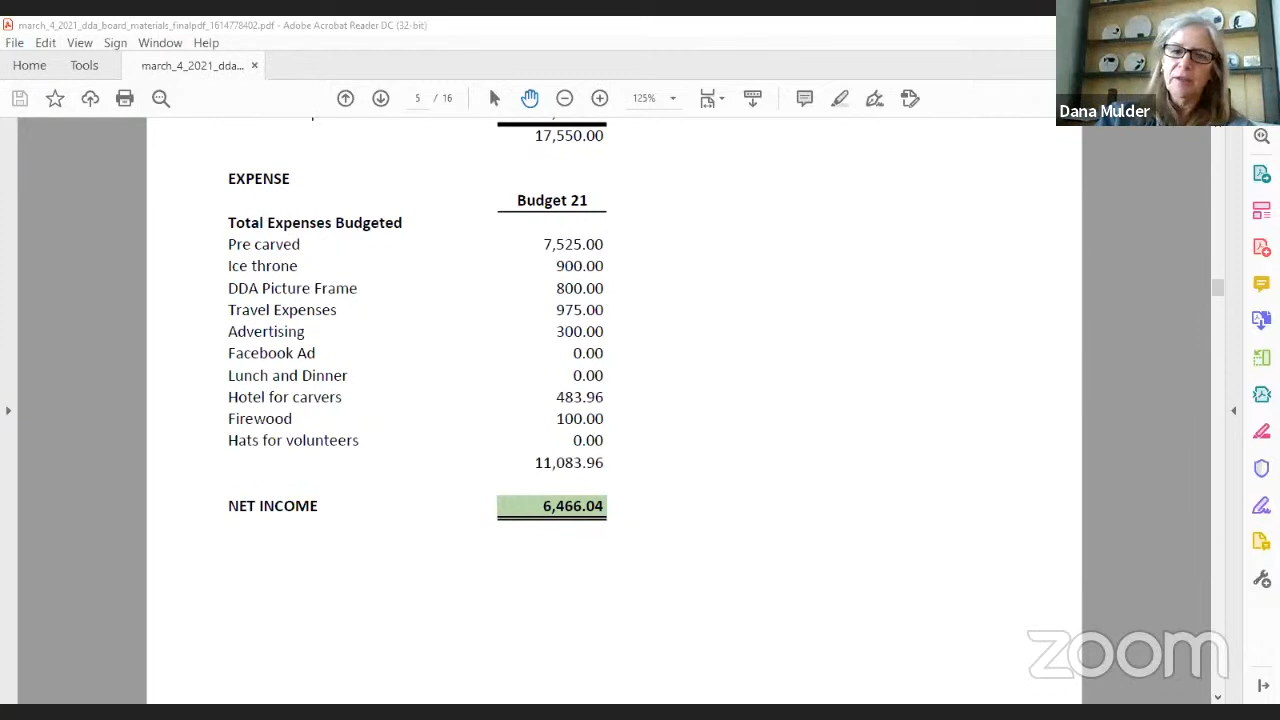 march_4_2021_dda_board_materials_finalpdf_1614778402.pdf - Adobe Acrobat Reader DC (32-bit)
File Edit View Sign Window Help
Home Tools march_4_2021_dda... ×
5 / 16 125%
Dana Mulder
17,550.00
EXPENSE
Budget 21
Total Expenses Budgeted
Pre carved 7,525.00
Ice throne 900.00
DDA Picture Frame 800.00
Travel Expenses 975.00
Advertising 300.00
Facebook Ad 0.00
Lunch and Dinner 0.00
Hotel for carvers 483.96
Firewood 100.00
Hats for volunteers 0.00
11,083.96
NET INCOME 6,466.04
zoom